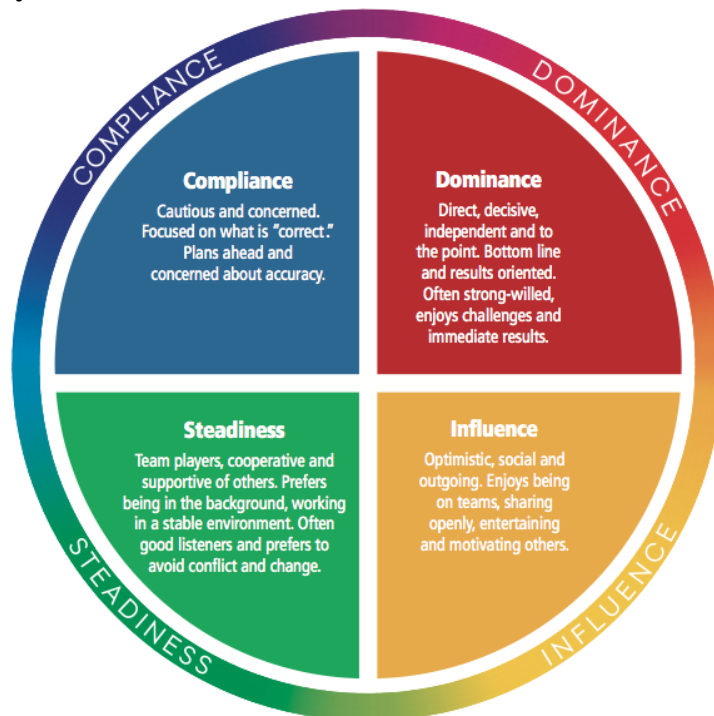 COMPLIANCE
DOMINANCE
Compliance
Cautious and concerned.
Focused on what is "correct."
Plans ahead and
concerned about accuracy.
Dominance
Direct, decisive,
independent and to
the point. Bottom line
and results oriented.
Often strong-willed,
enjoys challenges and
immediate results.
Steadiness
Team players, cooperative and
supportive of others. Prefers
being in the background, working
in a stable environment. Often
good listeners and prefers to
avoid conflict and change.
Influence
Optimistic, social and
outgoing. Enjoys being
on teams, sharing
openly, entertaining
and motivating others.
STEADINESS
INFLUENCE